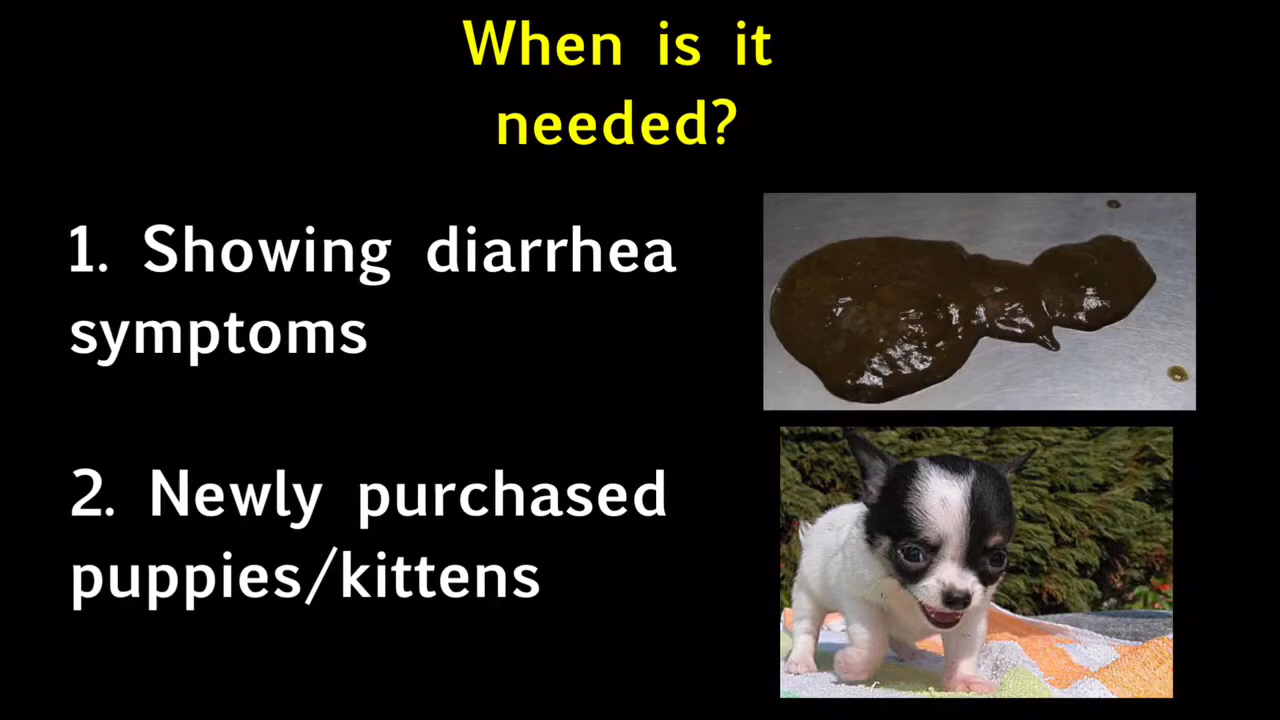 When is it
needed?
1. Showing diarrhea
symptoms
2. Newly purchased
puppies/kittens